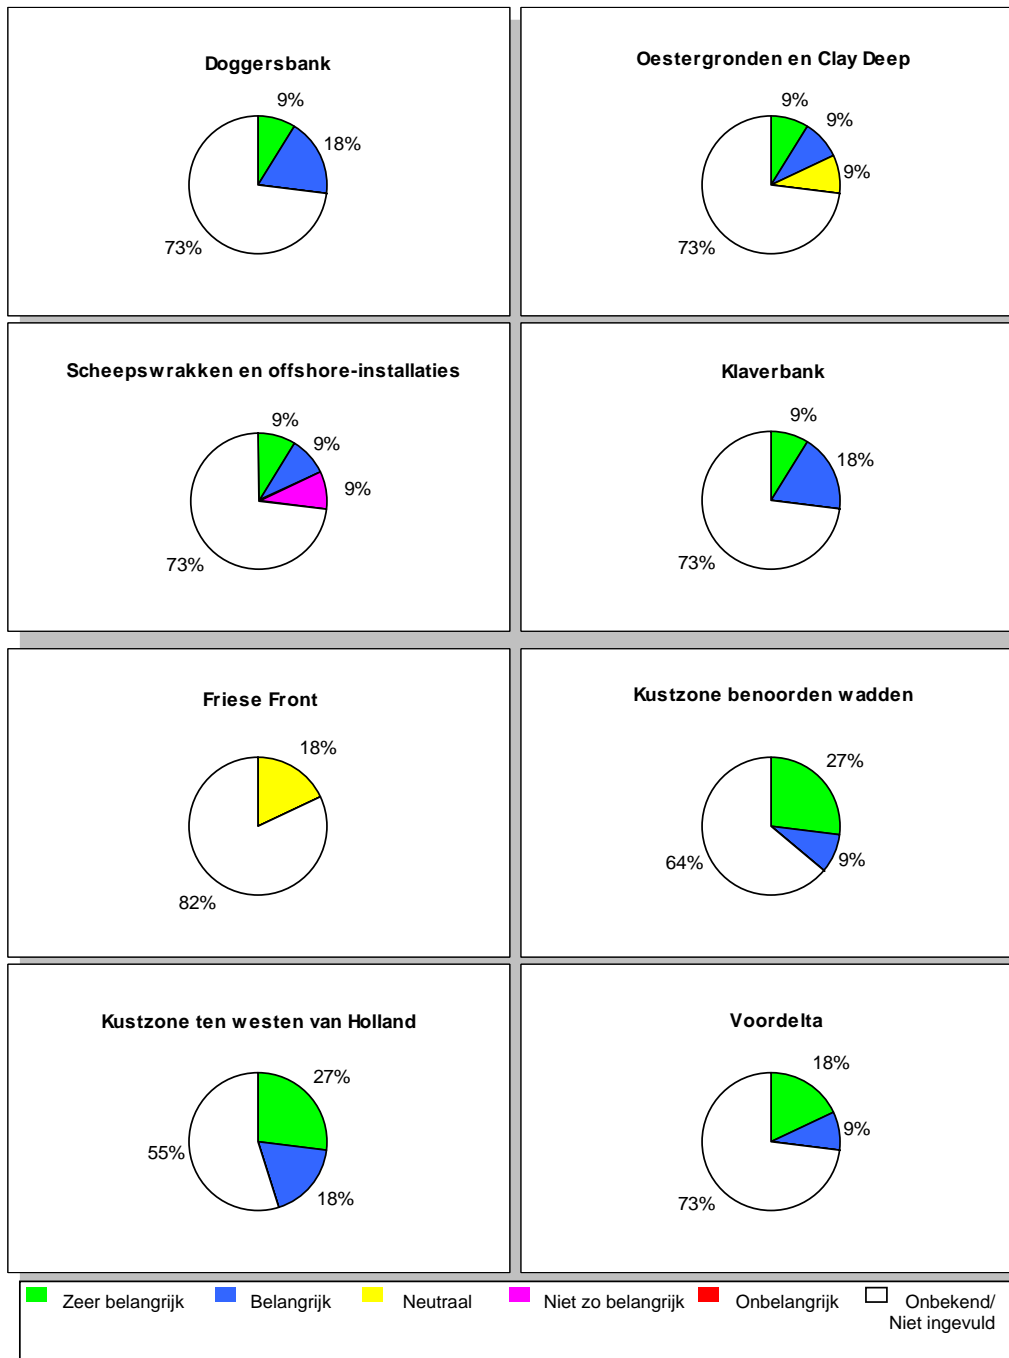 Doggersbank
9%
18%
73%
Oestergronden en Clay Deep
9%
9%
9%
73%
Scheepswrakken en offshore-installaties
9%
9%
9%
73%
Klaverbank
9%
18%
73%
Friese Front
18%
82%
Kustzone benoorden wadden
27%
9%
64%
Kustzone ten westen van Holland
27%
18%
55%
Voordelta
18%
9%
73%
Zeer belangrijk
Belangrijk
Neutraal
Niet zo belangrijk
Onbelangrijk
Onbekend/
Niet ingevuld